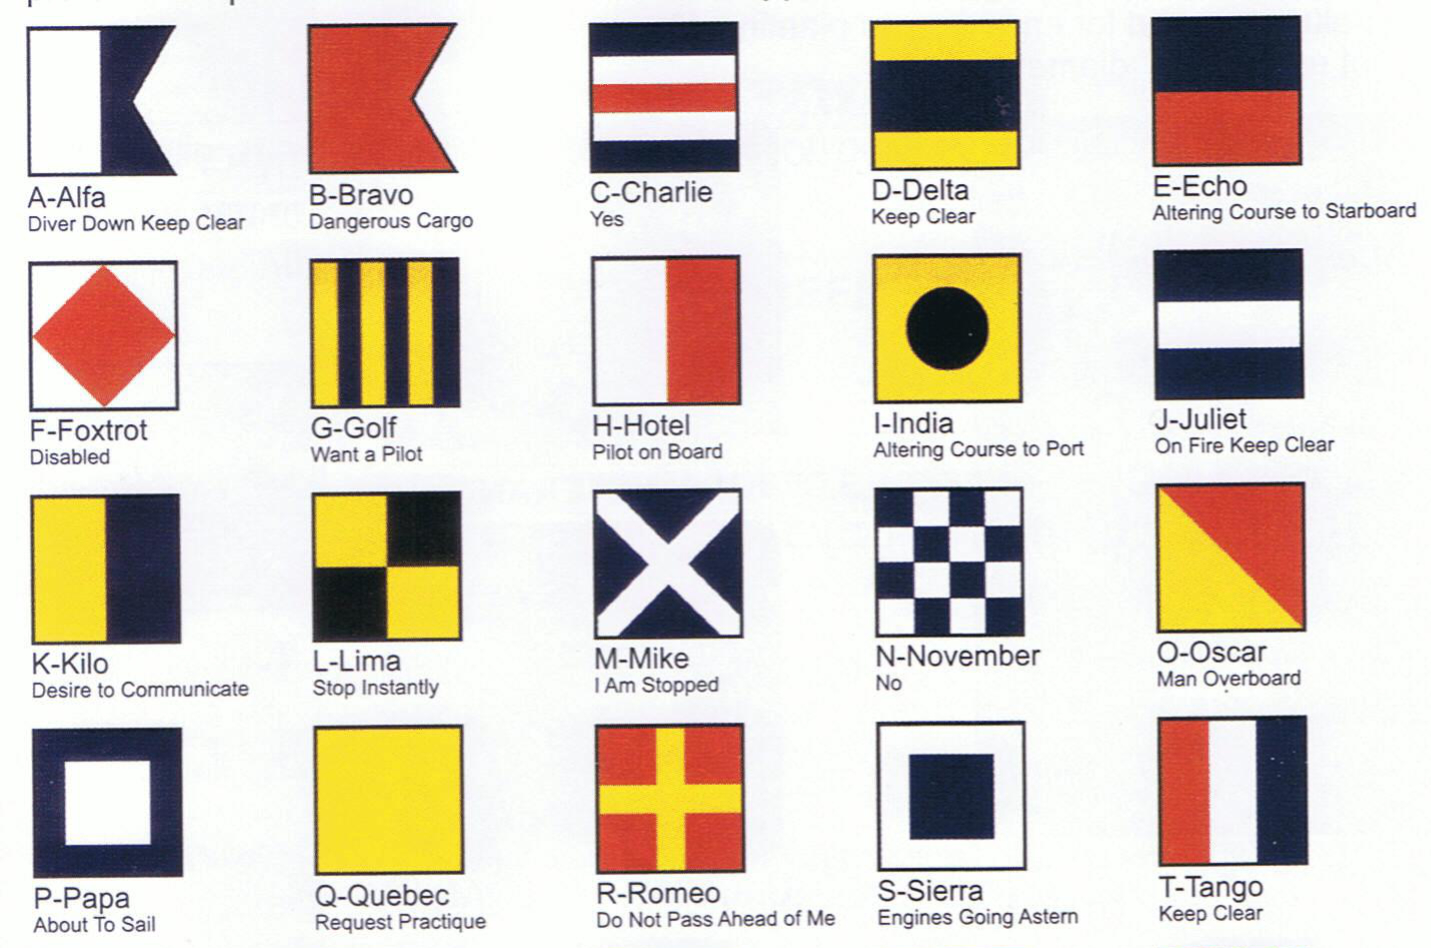 A-Alfa
Diver Down Keep Clear
B-Bravo
Dangerous Cargo
C-Charlie
Yes
D-Delta
Keep Clear
E-Echo
Altering Course to Starboard
F-Foxtrot
Disabled
G-Golf
Want a Pilot
H-Hotel
Pilot on Board
I-India
Altering Course to Port
J-Juliet
On Fire Keep Clear
K-Kilo
Desire to Communicate
L-Lima
Stop Instantly
M-Mike
I Am Stopped
N-November
No
O-Oscar
Man Overboard
P-Papa
About To Sail
Q-Quebec
Request Practique
R-Romeo
Do Not Pass Ahead of Me
S-Sierra
Engines Going Astern
T-Tango
Keep Clear